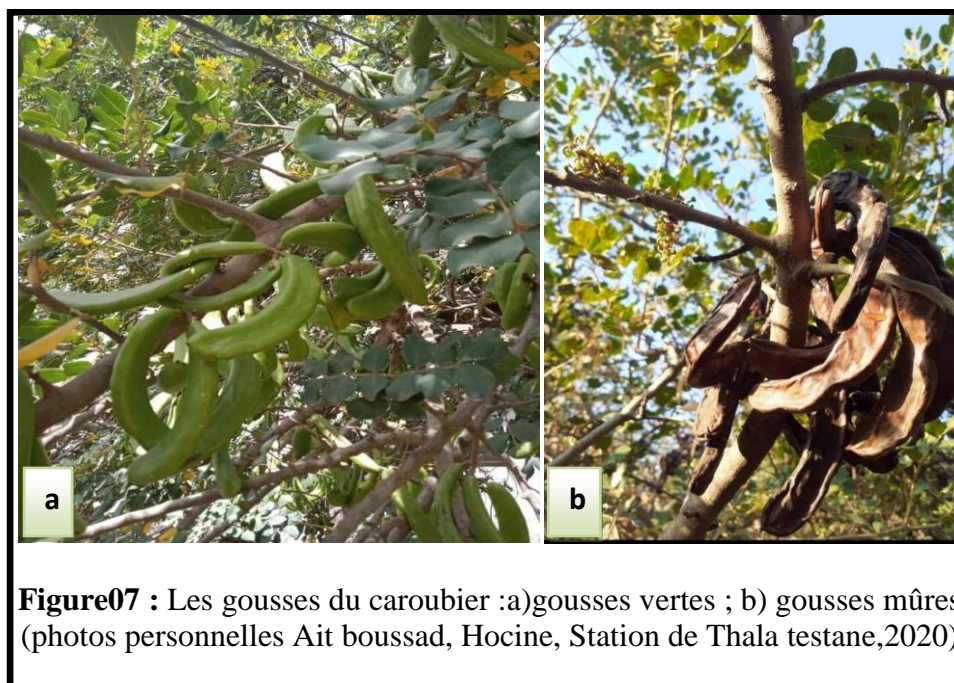 a
b
Figure07 : Les gousses du caroubier :a)gousses vertes ; b) gousses mûres
(photos personnelles Ait boussad, Hocine, Station de Thala testane,2020)